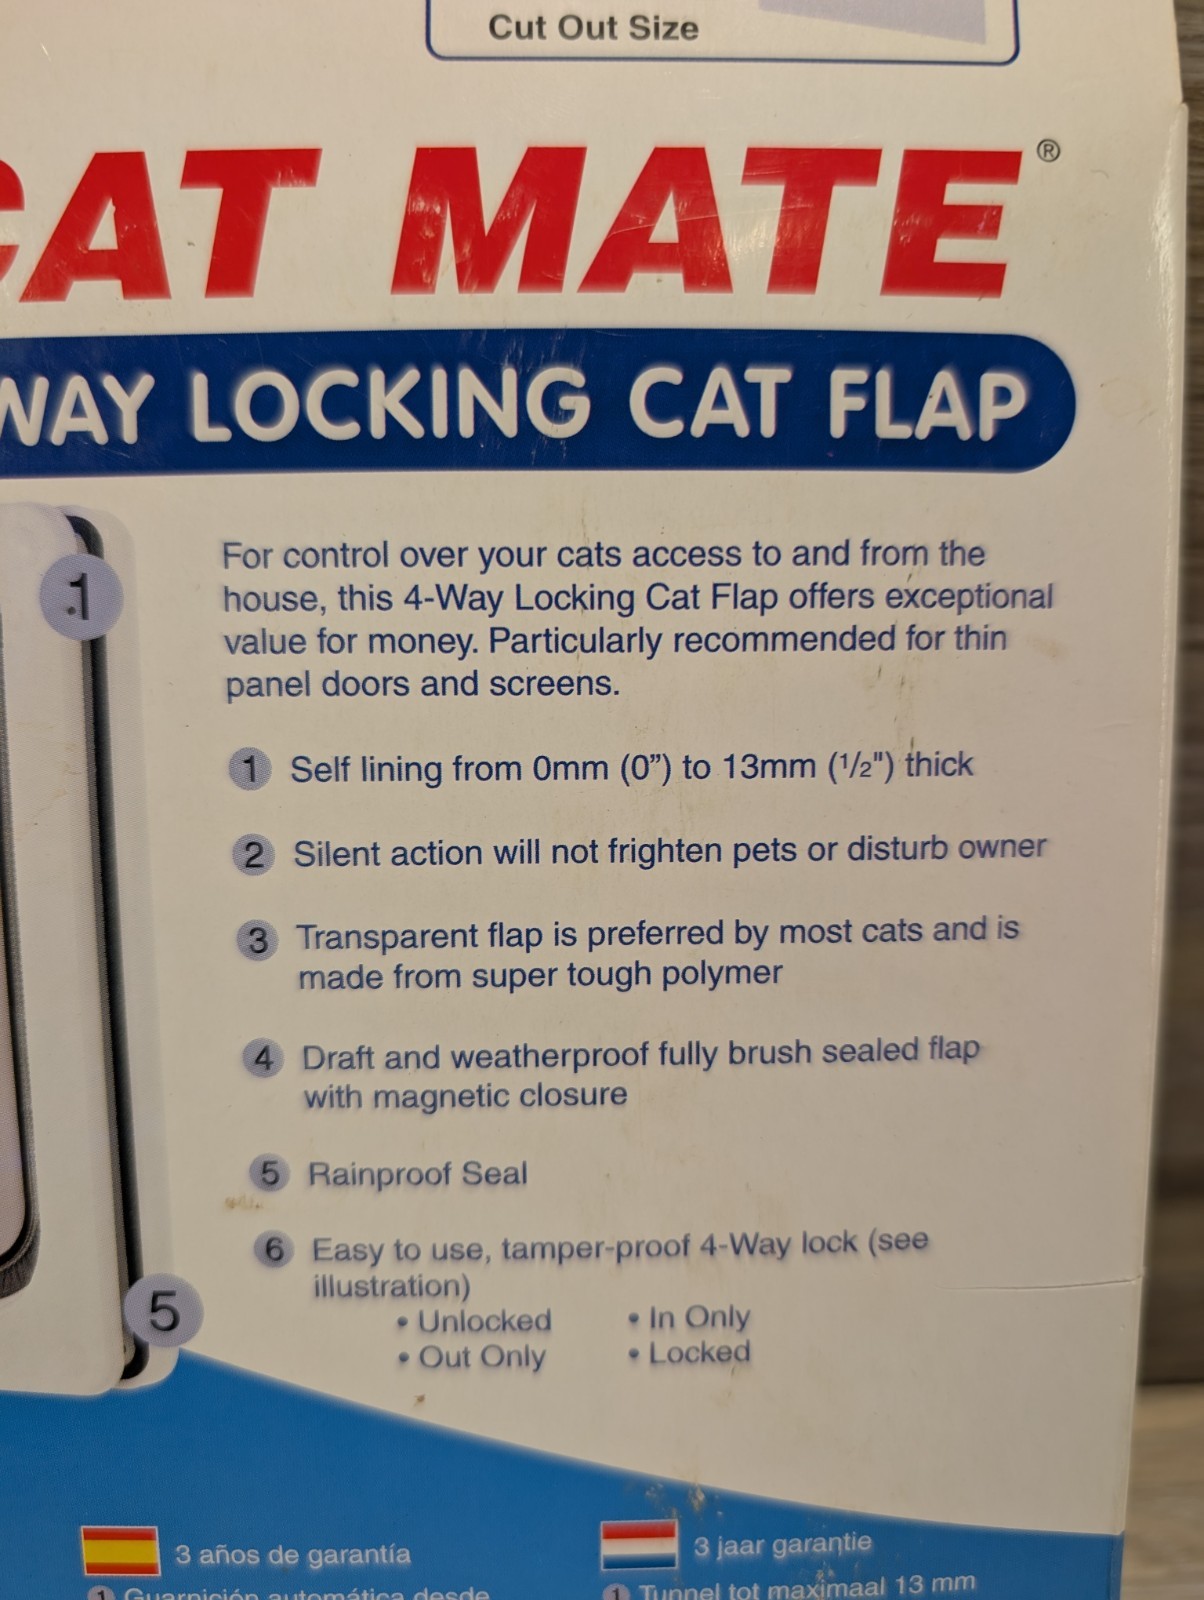 Cut Out Size
CAT MATE®
WAY LOCKING CAT FLAP
1
For control over your cats access to and from the
house, this 4-Way Locking Cat Flap offers exceptional
value for money. Particularly recommended for thin
panel doors and screens.
1 Self lining from 0mm (0”) to 13mm (1/2") thick
2 Silent action will not frighten pets or disturb owner
3 Transparent flap is preferred by most cats and is
made from super tough polymer
4 Draft and weatherproof fully brush sealed flap
with magnetic closure
5 Rainproof Seal
6 Easy to use, tamper-proof 4-Way lock (see
illustration)
• Unlocked • In Only
• Out Only • Locked
5
3 años de garantía
1 Guarnición automática desde
3 jaar garantie
1 Tunnel tot maximaal 13 mm